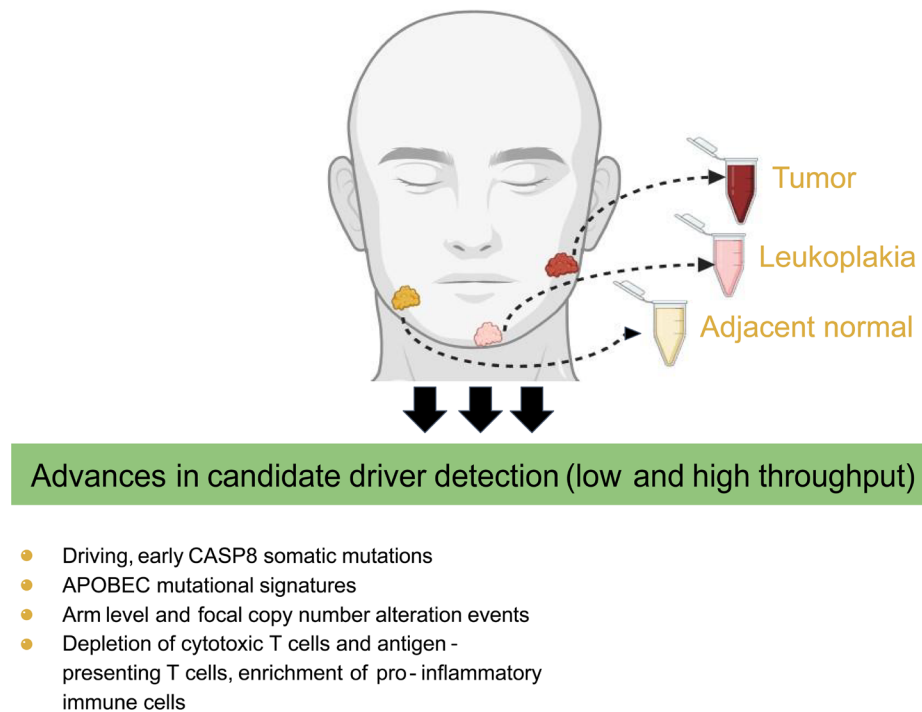 Tumor
Leukoplakia
Adjacent normal
Advances in candidate driver detection (low and high throughput)
Driving, early CASP8 somatic mutations
APOBEC mutational signatures
Arm level and focal copy number alteration events
Depletion of cytotoxic T cells and antigen -
presenting T cells, enrichment of pro- inflammatory
immune cells